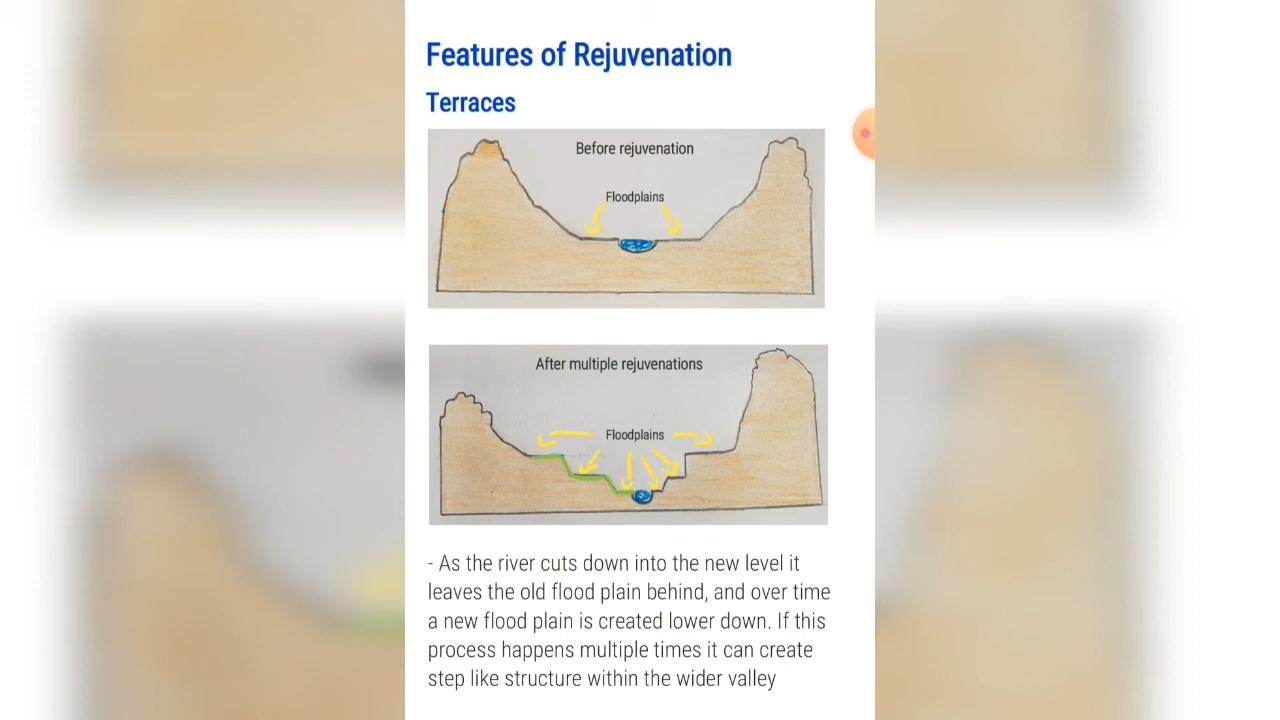 Features of Rejuvenation
Terraces
Before rejuvenation
Floodplains
After multiple rejuvenations
Floodplains
- As the river cuts down into the new level it
leaves the old flood plain behind, and over time
a new flood plain is created lower down. If this
process happens multiple times it can create
step like structure within the wider valley